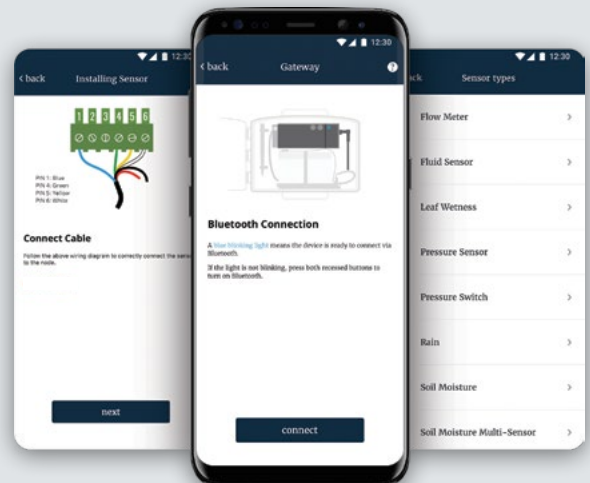 12:30
back
Installing Sensor
1 2 3 4 5 6
PIN 1: Blue
PIN 4: Green
PIN 5: Yellow
PIN 6: White
Connect Cable
Follow the above wiring diagram to correctly connect the sens
to the node.
next
12:30
back
Gateway
?
Bluetooth Connection
A blue blinking light means the device is ready to connect via
Bluetooth.
If the light is not blinking, press both recessed buttons to
turn on Bluetooth.
connect
12:30
ck
Sensor types
Flow Meter
Fluid Sensor
Leaf Wetness
Pressure Sensor
Pressure Switch
Rain
Soil Moisture
Soil Moisture Multi-Sensor